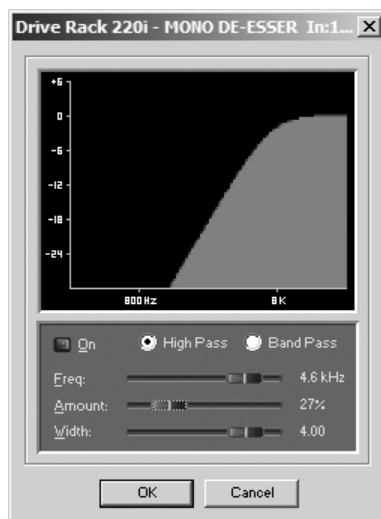 Drive Rack 220i - MONO DE-ESSER In:1...
+6
0
-6
-12
-18
-24
800Hz 8K
On High Pass Band Pass
Freq: 4.6 kHz
Amount: 27%
Width: 4.00
OK Cancel